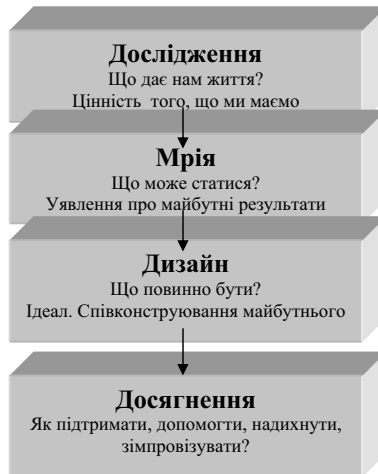 Дослідження
Що дає нам життя?
Цінність того, що ми маємо
Мрія
Що може статися?
Уявлення про майбутні результати
Дизайн
Що повинно бути?
Ідеал. Співконструювання майбутнього
Досягнення
Як підтримати, допомогти, надихнути,
зімпровізувати?